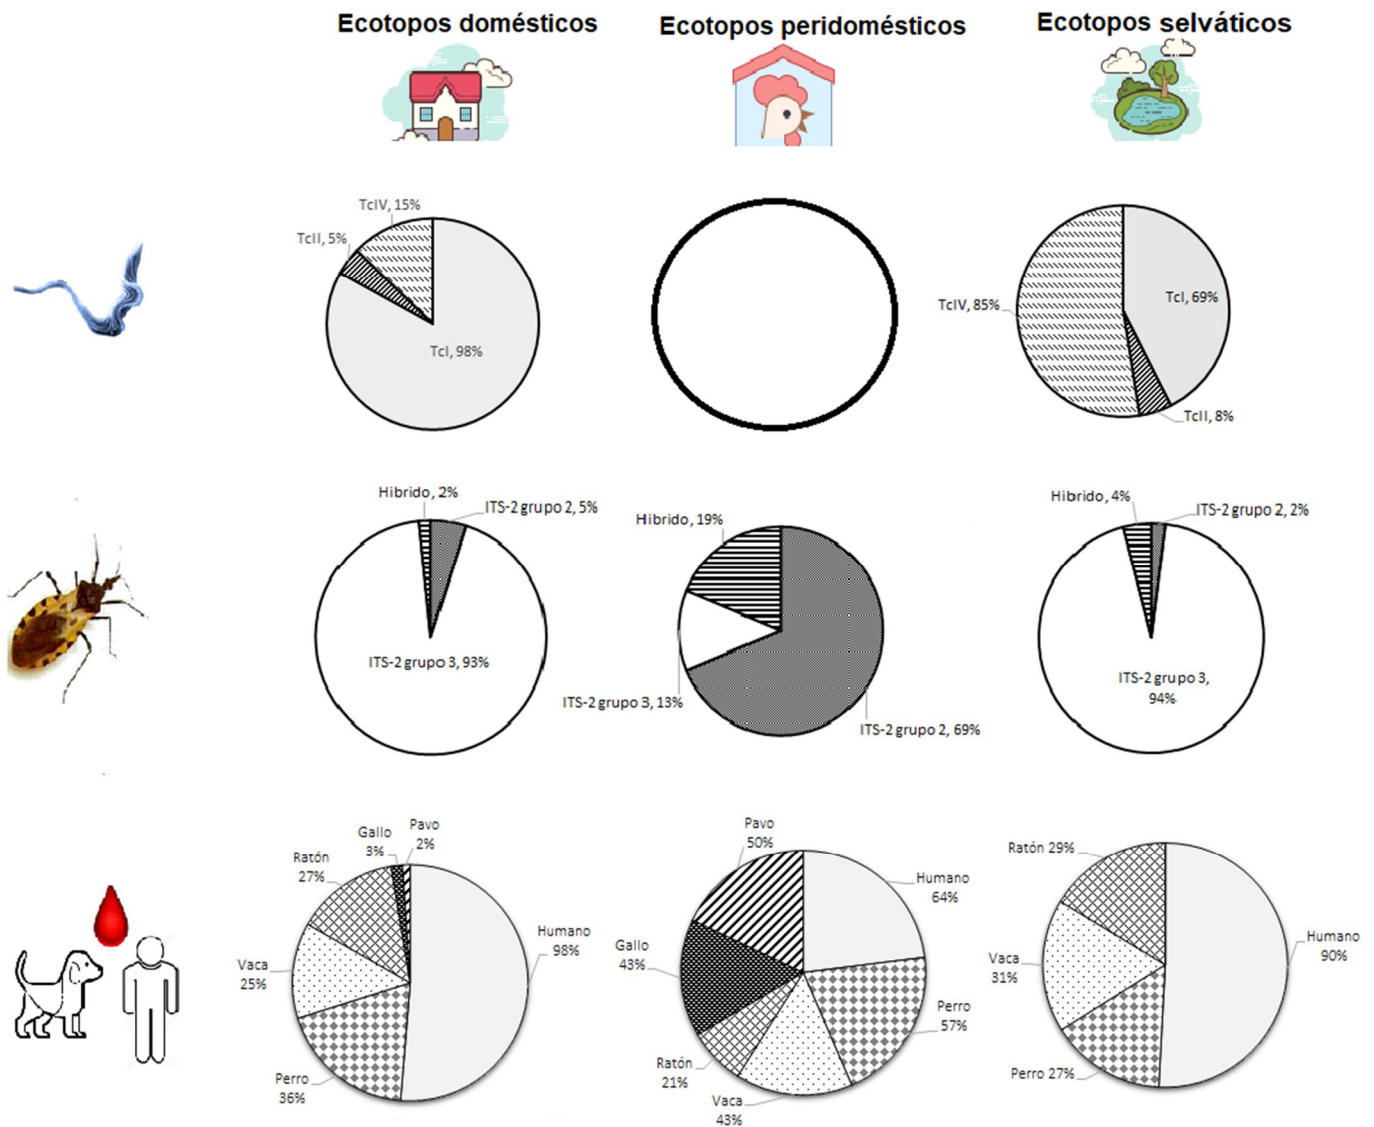 Ecotopos domésticos
Ecotopos peridomésticos
Ecotopos selváticos
TcIV, 15%
TcII, 5%
TcI, 98%
TcIV, 85%
TcI, 69%
TcII, 8%
Hibrido, 2%
ITS-2 grupo 2, 5%
ITS-2 grupo 3, 93%
Hibrido, 19%
ITS-2 grupo 3, 13%
ITS-2 grupo 2, 69%
Hibrido, 4%
ITS-2 grupo 2, 2%
ITS-2 grupo 3,
94%
Pavo
2%
Gallo
3%
Ratón
27%
Vaca
25%
Perro
36%
Humano
98%
Pavo
50%
Humano
64%
Gallo
43%
Perro
57%
Ratón
21%
Vaca
43%
Ratón 29%
Vaca
31%
Perro 27%
Humano
90%